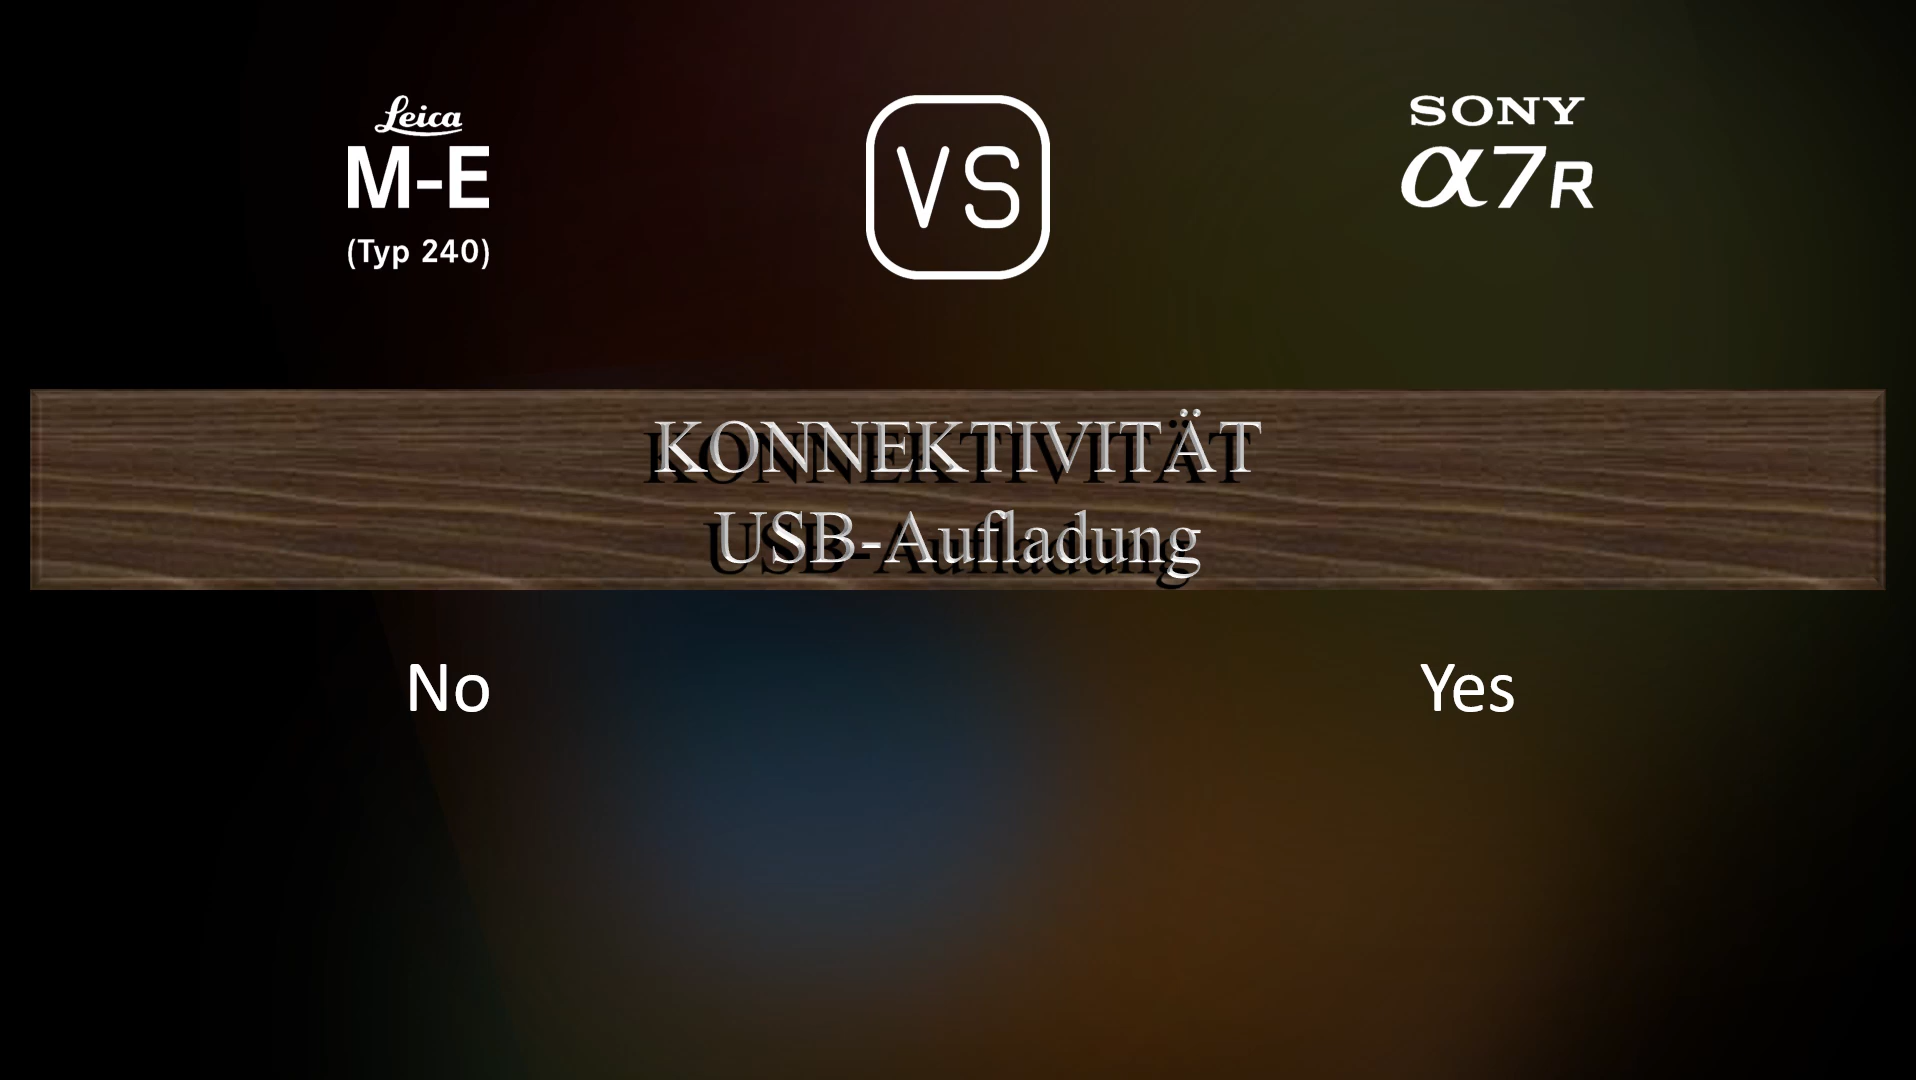 Leica
M-E
(Typ 240)
VS
SONY
α7R
KONNEKTIVITÄT
USB-Aufladung
No
Yes